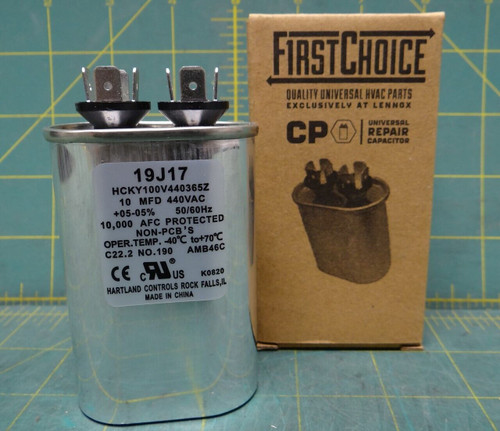 19J17
HCKY100V440365Z
10 MFD 440VAC
+05-05% 50/60Hz
10,000 AFC PROTECTED
NON-PCB'S
OPER.TEMP. -40℃ to+70℃
C22.2 NO.190 AMB46C
CE C RU US K0820
HARTLAND CONTROLS ROCK FALLS,IL
MADE IN CHINA
FIRSTCHOICE
QUALITY UNIVERSAL HVAC PARTS
EXCLUSIVELY AT LENNOX
CP UNIVERSAL
REPAIR
CAPACITOR